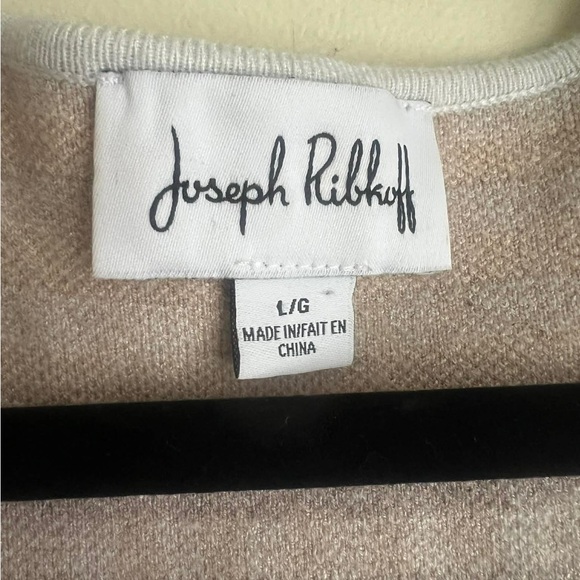 Joseph Ribkoff
L/G
MADE IN/FAIT EN
CHINA